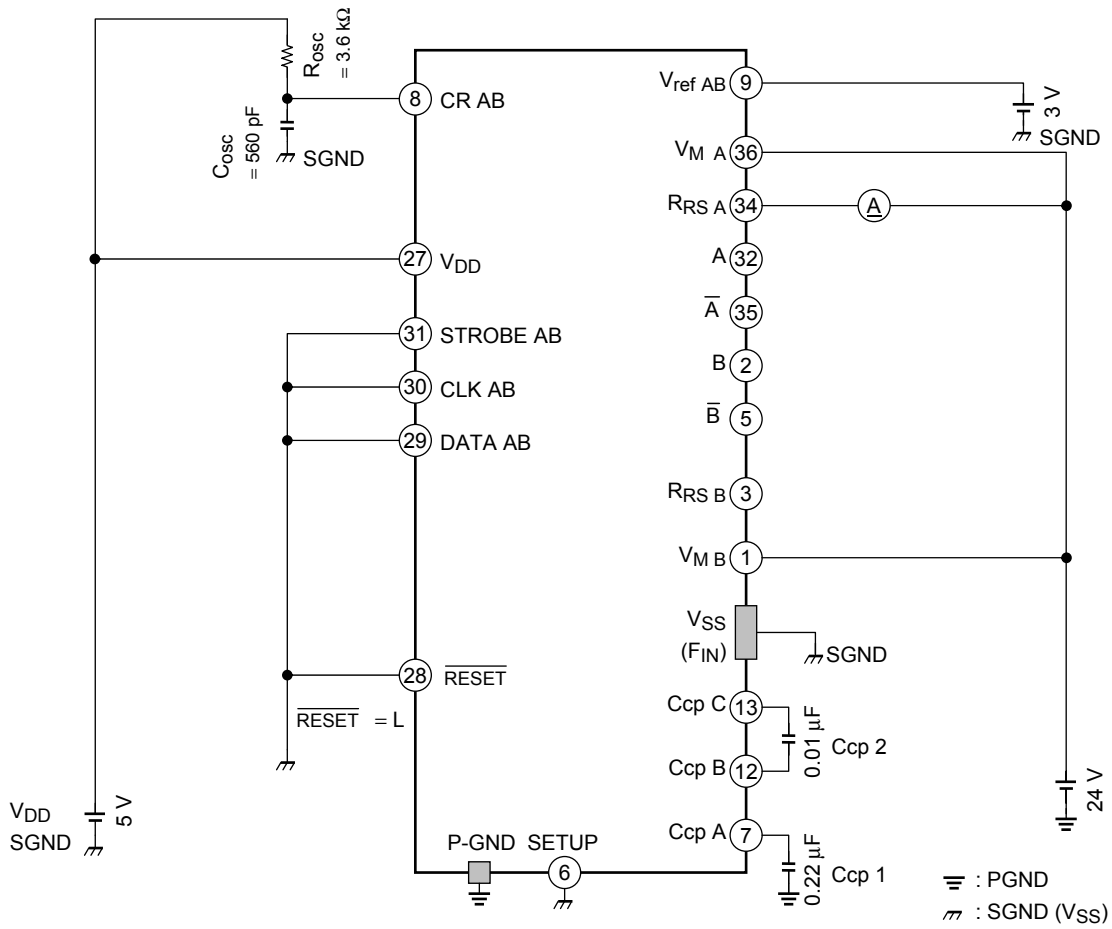 Rosc
= 3.6 kΩ
Cosc
= 560 pF
SGND
8 CR AB
27 VDD
31 STROBE AB
30 CLK AB
29 DATA AB
28 R̅E̅S̅E̅T̅
R̅E̅S̅E̅T̅ = L
VDD
SGND
5 V
P-GND SETUP
6
Vref AB 9
3 V
SGND
VM A 36
RRS A 34
A
A 32
A̅ 35
B 2
B̅ 5
RRS B 3
VM B 1
VSS
(FIN)
SGND
Ccp C 13
0.01 μF
Ccp 2
Ccp B 12
Ccp A 7
0.22 μF
Ccp 1
24 V
: PGND
: SGND (VSS)